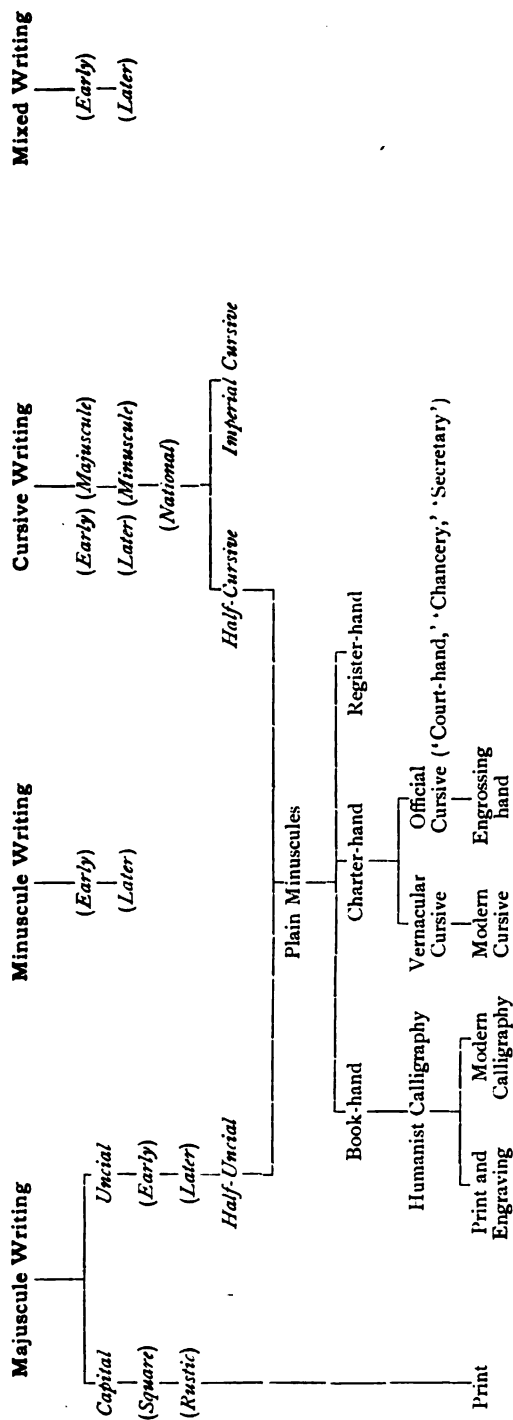 Majuscule Writing Minuscule Writing Cursive Writing Mixed Writing
Capital Uncial (Early) (Early) (Majuscule) (Early)
(Square) (Early) (Later) (Later) (Minuscule) (Later)
(Rustic) (Later) (National)
Half-Uncial Half-Cursive Imperial Cursive
Plain Minuscules
Book-hand Charter-hand Register-hand
Humanist Calligraphy Vernacular Official
Cursive Cursive ('Court-hand,' 'Chancery,' 'Secretary')
Print Print and Modern Modern Engrossing
Engraving Calligraphy Cursive hand